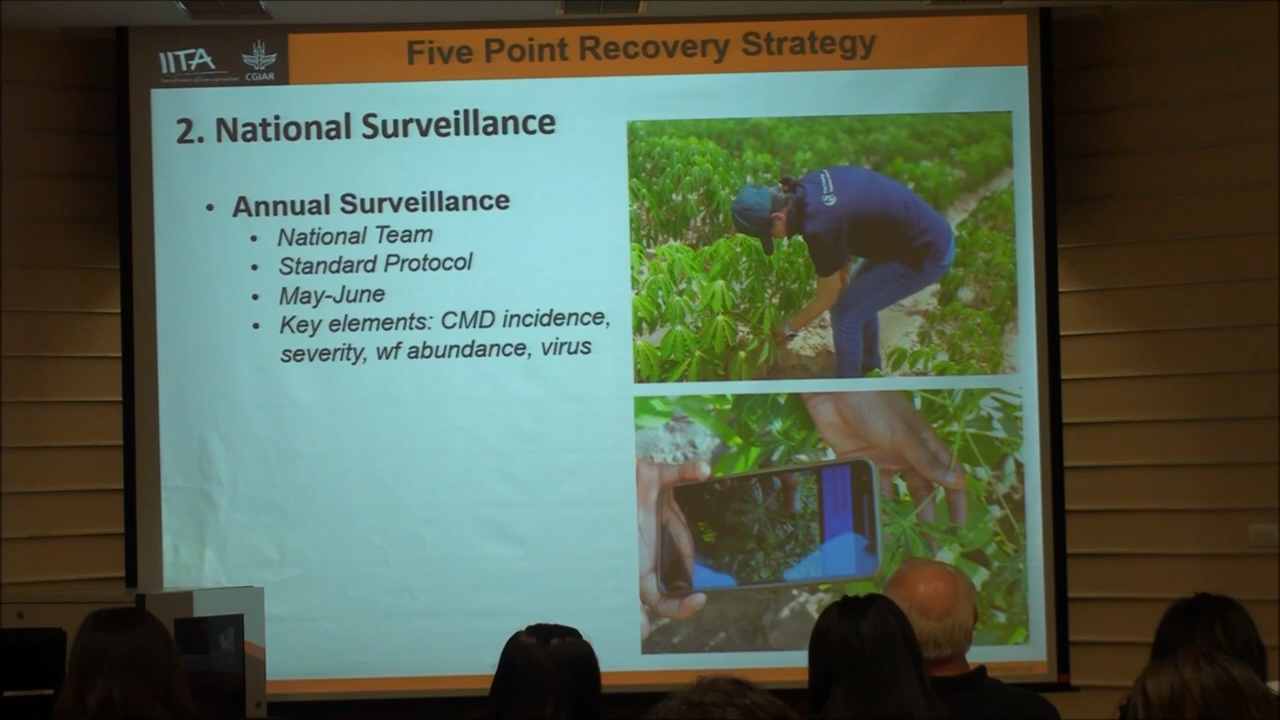 IITA
CGIAR
Five Point Recovery Strategy
2. National Surveillance
• Annual Surveillance
• National Team
• Standard Protocol
• May-June
• Key elements: CMD incidence,
severity, wf abundance, virus